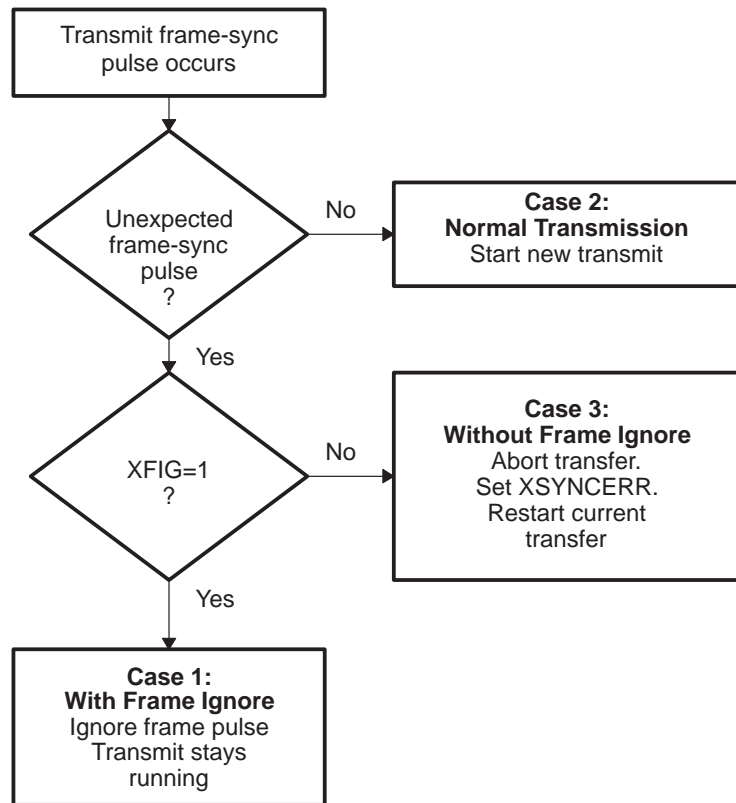 Transmit frame-sync
pulse occurs
Unexpected
frame-sync
pulse
?
No
Case 2:
Normal Transmission
Start new transmit
Yes
XFIG=1
?
No
Case 3:
Without Frame Ignore
Abort transfer.
Set XSYNCERR.
Restart current
transfer
Yes
Case 1:
With Frame Ignore
Ignore frame pulse
Transmit stays
running